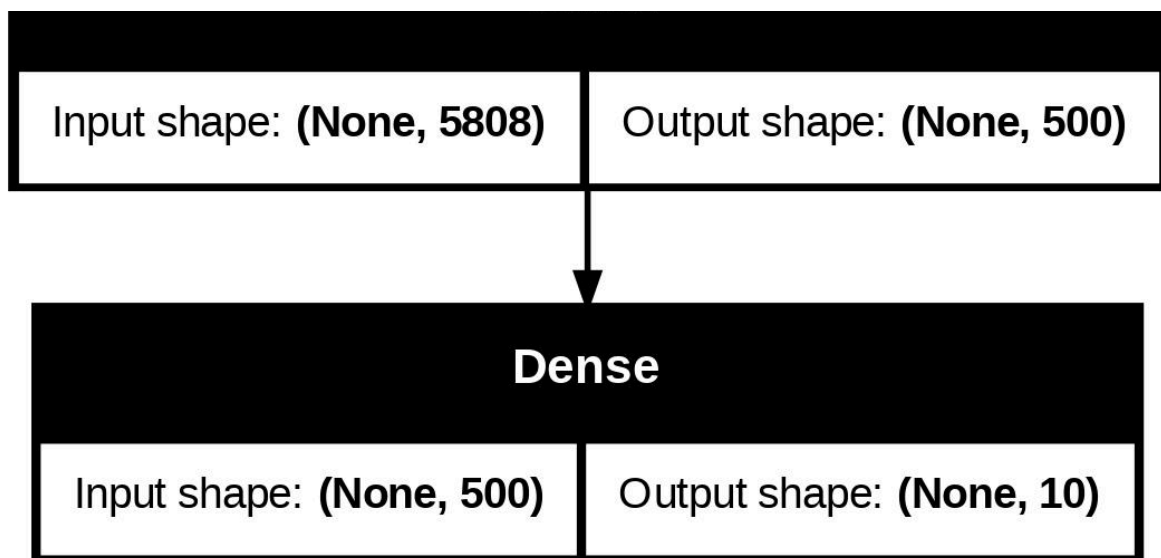 Input shape: (None, 5808) Output shape: (None, 500)
Dense
Input shape: (None, 500) Output shape: (None, 10)